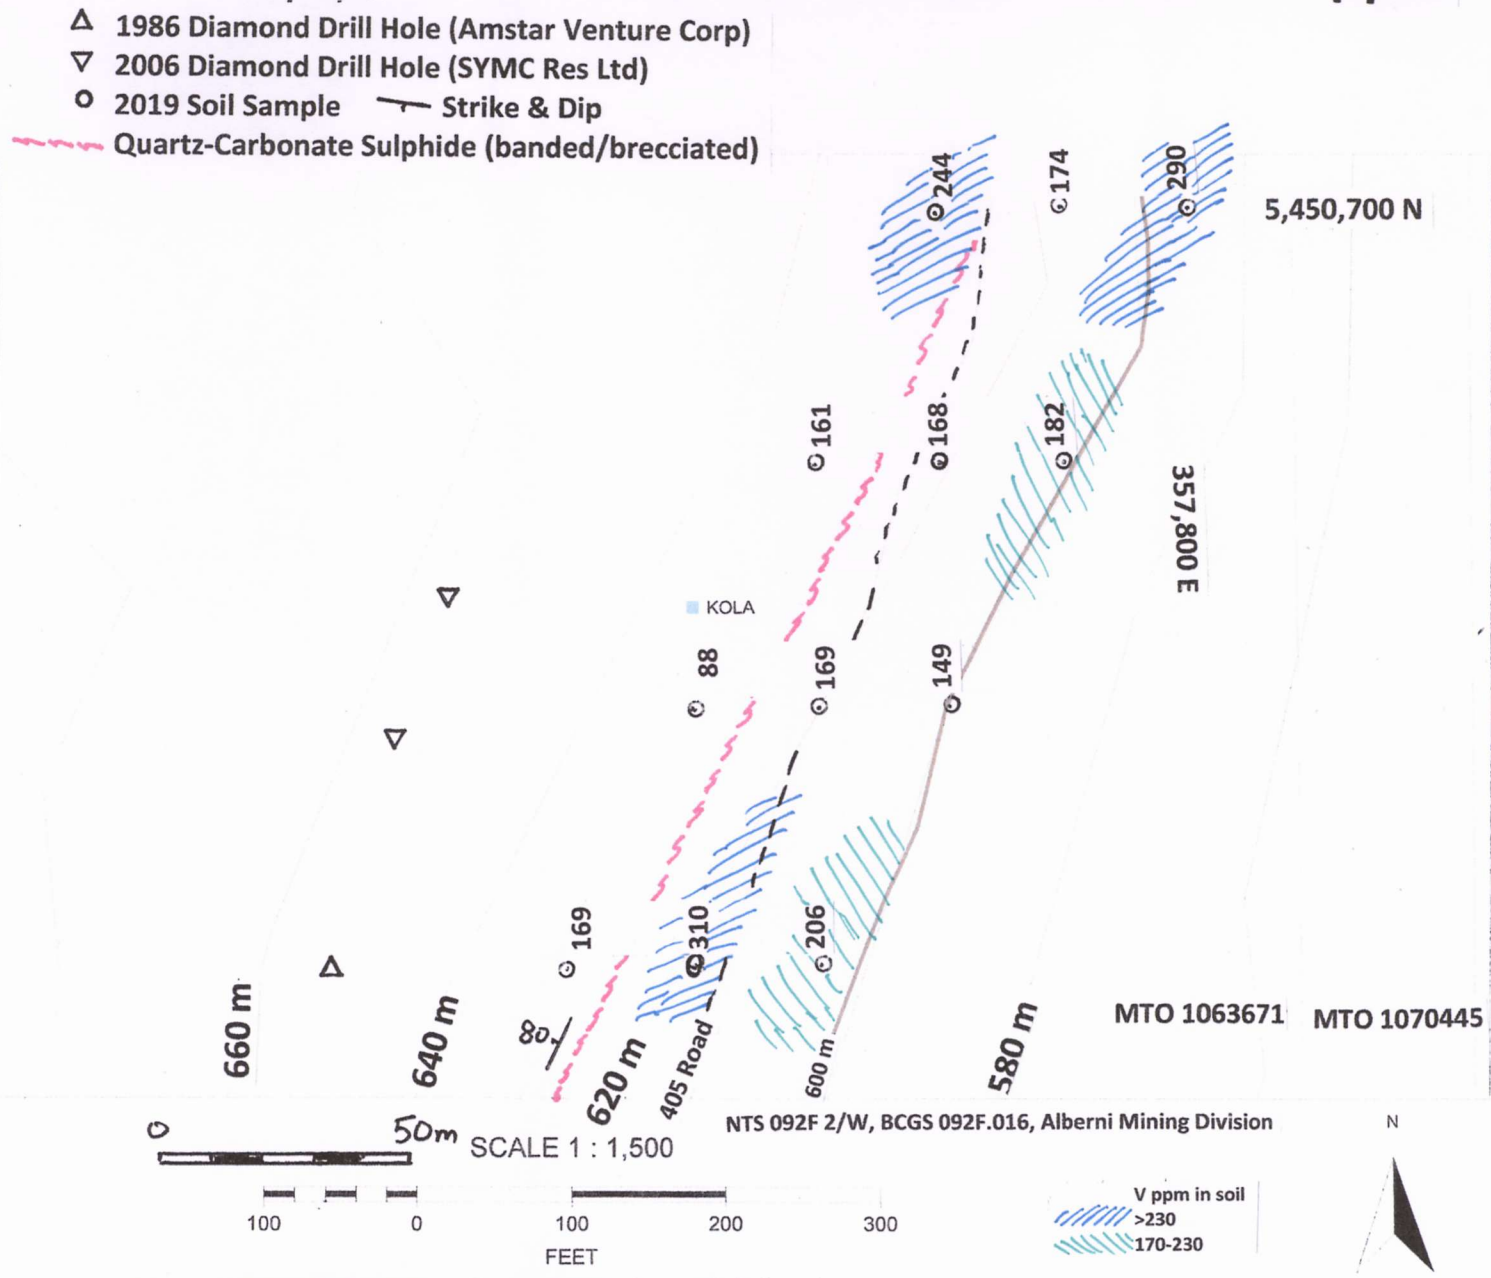 1986 Diamond Drill Hole (Amstar Venture Corp)
2006 Diamond Drill Hole (SYMC Res Ltd)
2019 Soil Sample Strike & Dip
Quartz-Carbonate Sulphide (banded/brecciated)
244
174
290
5,450,700 N
161
168
182
357,800 E
KOLA
88
169
149
169
310
206
80
660 m
640 m
620 m
405 Road
600 m
580 m
MTO 1063671
MTO 1070445
NTS 092F 2/W, BCGS 092F.016, Alberni Mining Division
0
50m
SCALE 1 : 1,500
100 0 100 200 300
FEET
V ppm in soil
>230
170-230
N